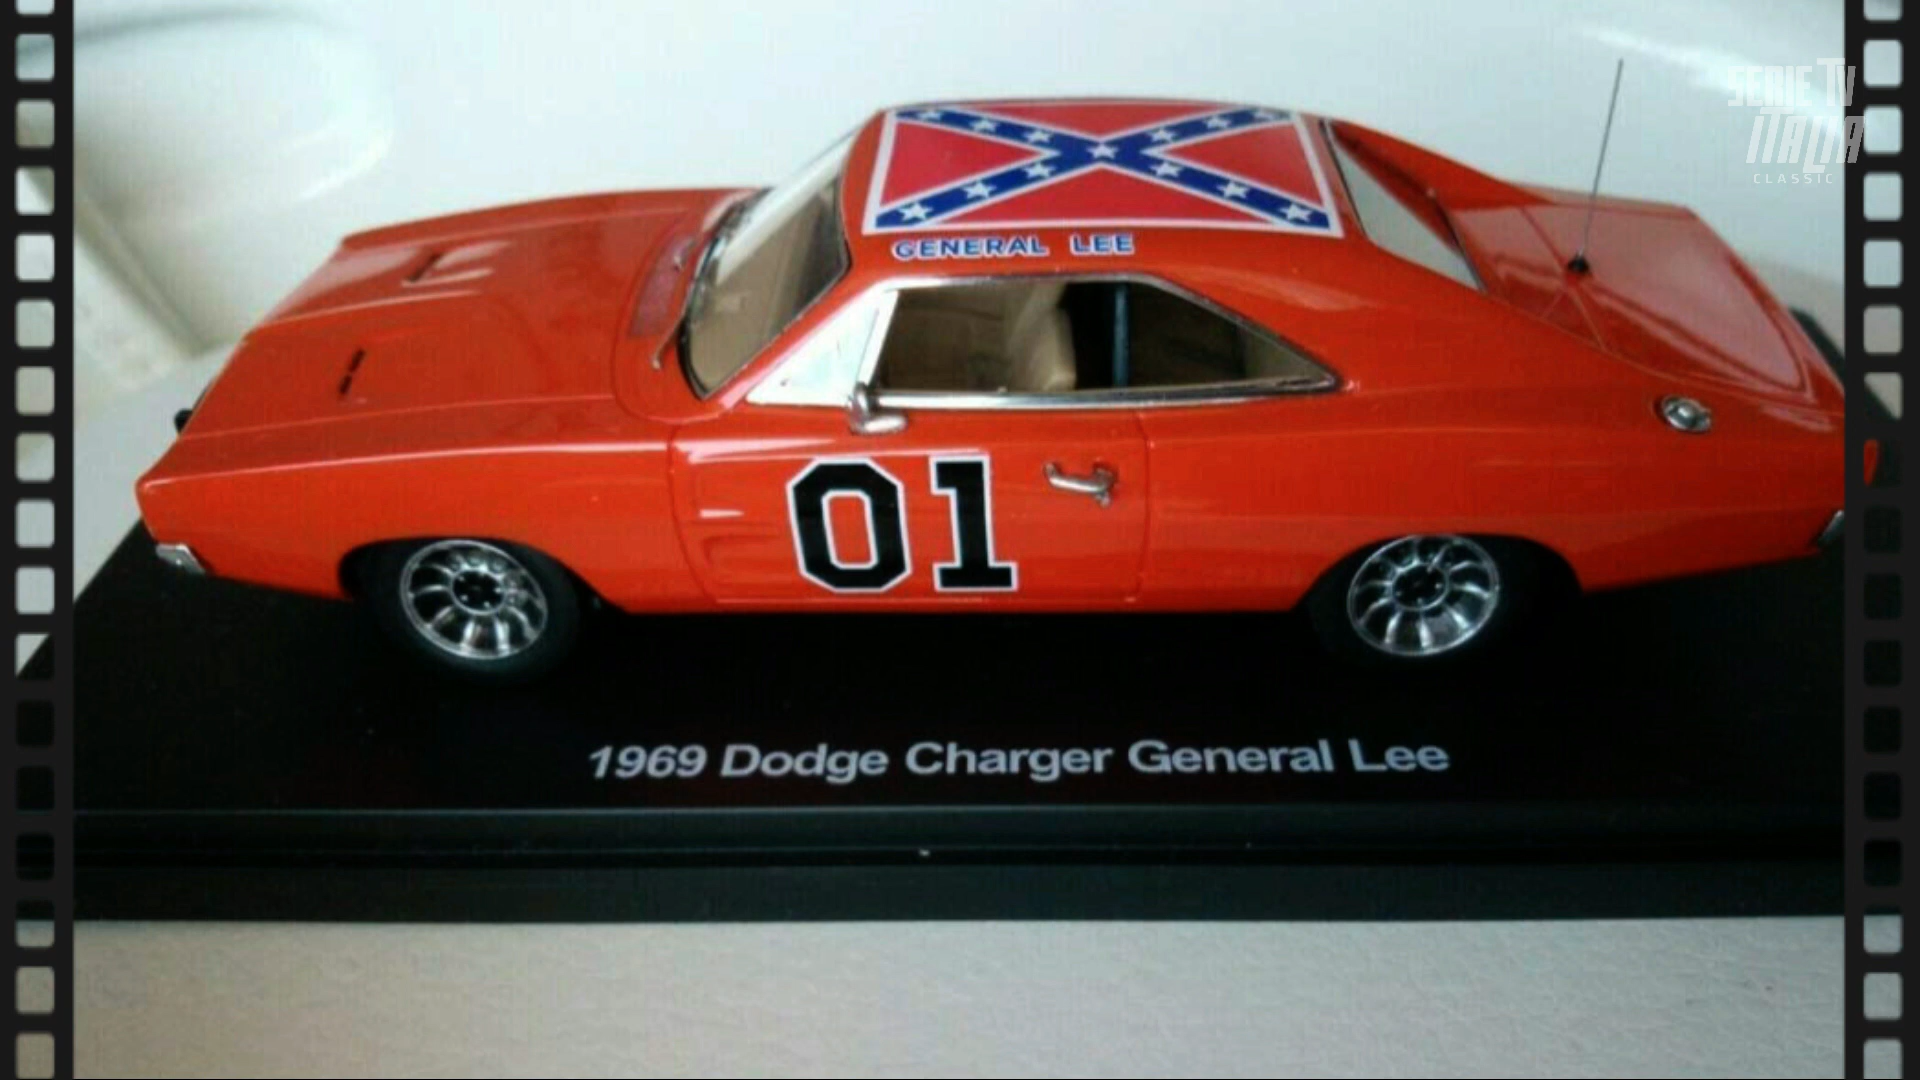 SERIE TV
ITALIA
CLASSIC
GENERAL LEE
01
1969 Dodge Charger General Lee